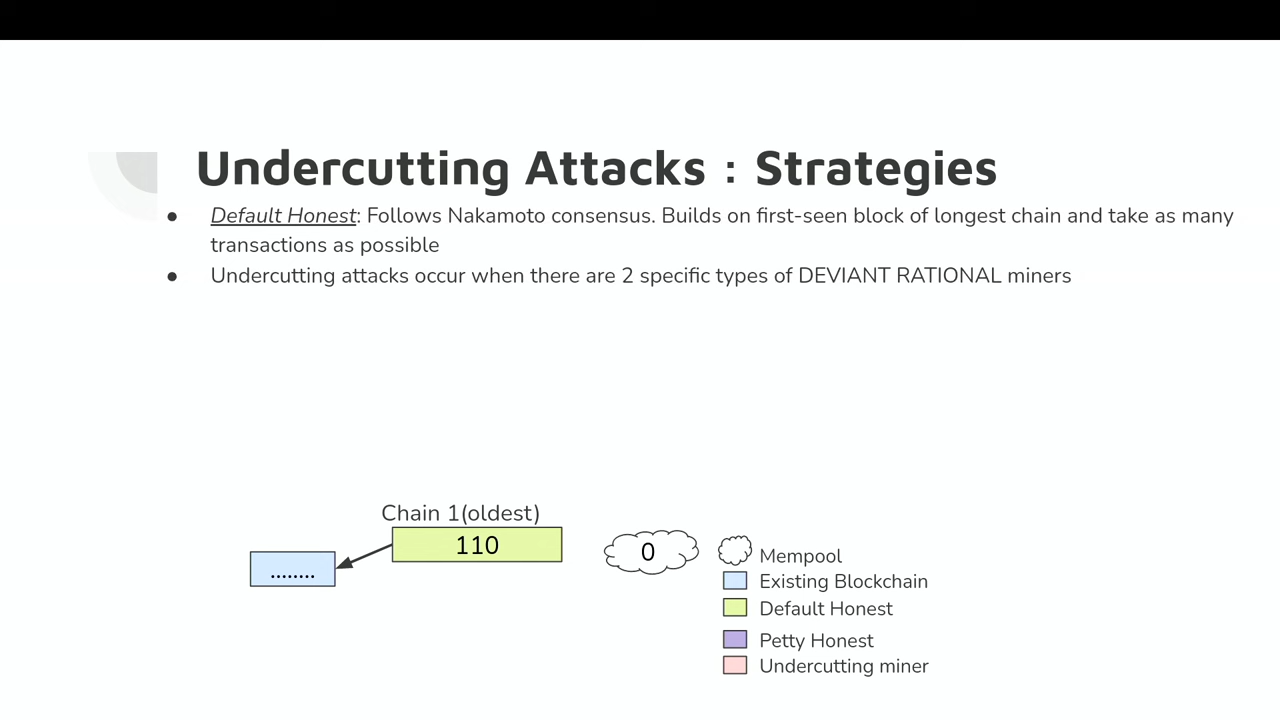 Undercutting Attacks : Strategies
● Default Honest: Follows Nakamoto consensus. Builds on first-seen block of longest chain and take as many
transactions as possible
● Undercutting attacks occur when there are 2 specific types of DEVIANT RATIONAL miners
Chain 1(oldest)
110
0
........
Mempool
Existing Blockchain
Default Honest
Petty Honest
Undercutting miner